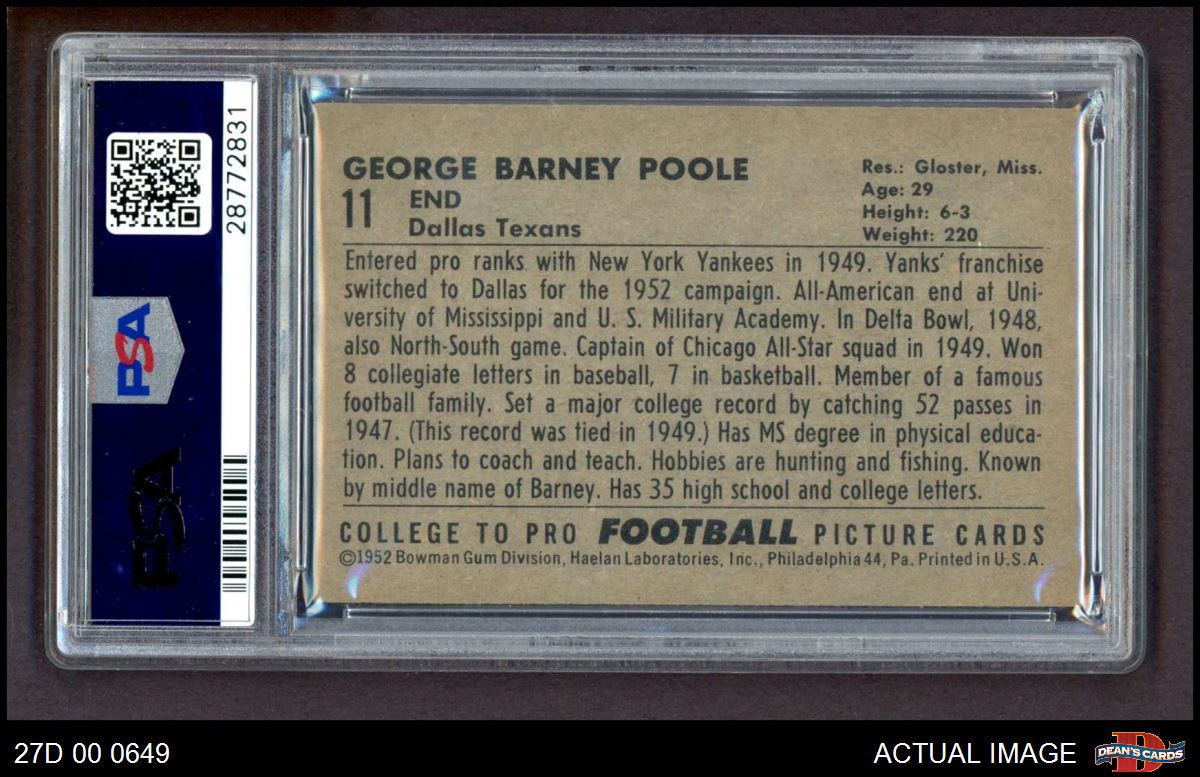 28772831
PSA
PSA
GEORGE BARNEY POOLE
11
END
Dallas Texans
Res.: Gloster, Miss.
Age: 29
Height: 6-3
Weight: 220
Entered pro ranks with New York Yankees in 1949. Yanks' franchise
switched to Dallas for the 1952 campaign. All-American end at Uni-
versity of Mississippi and U. S. Military Academy. In Delta Bowl, 1948,
also North-South game. Captain of Chicago All-Star squad in 1949. Won
8 collegiate letters in baseball, 7 in basketball. Member of a famous
football family. Set a major college record by catching 52 passes in
1947. (This record was tied in 1949.) Has MS degree in physical educa-
tion. Plans to coach and teach. Hobbies are hunting and fishing. Known
by middle name of Barney. Has 35 high school and college letters.
COLLEGE TO PRO FOOTBALL PICTURE CARDS
©1952 Bowman Gum Division, Haelan Laboratories, Inc., Philadelphia 44, Pa. Printed in U.S.A.
27D 00 0649
ACTUAL IMAGE
DEAN'S CARDS